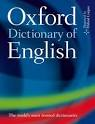 Oxford
Dictionary of
English
The world's most trusted dictionaries